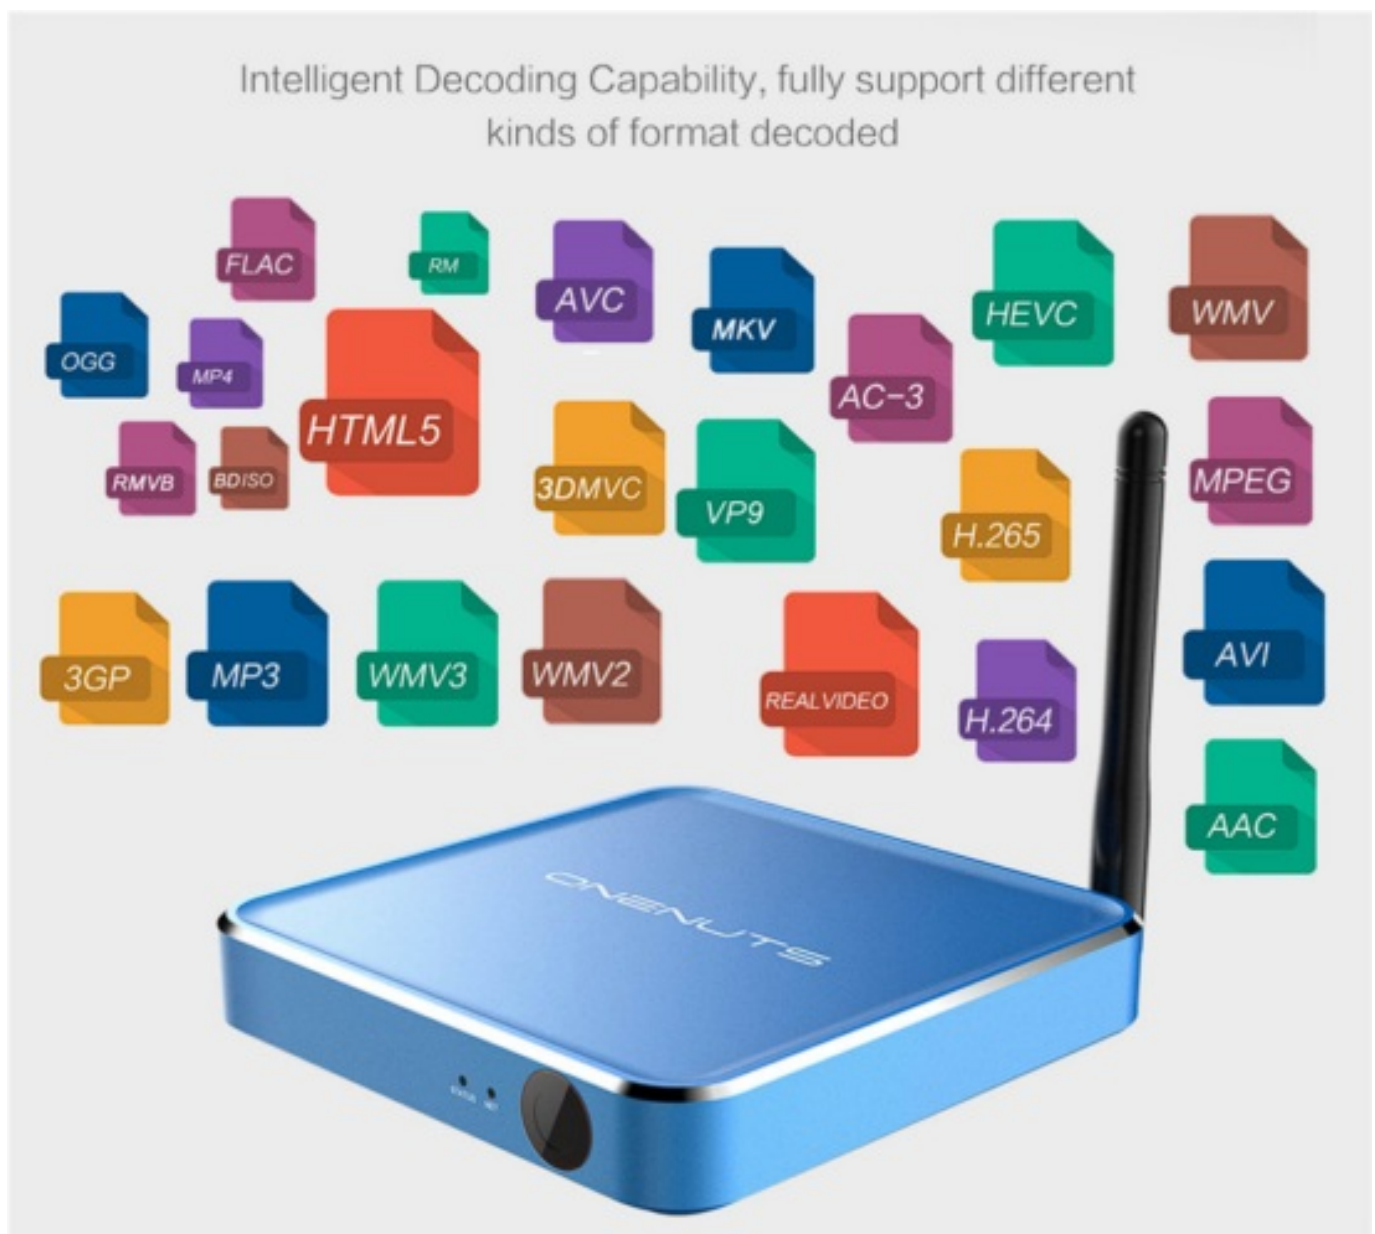 Intelligent Decoding Capability, fully support different
kinds of format decoded
FLAC
RM
AVC
MKV
HEVC
WMV
OGG
MP4
HTML5
AC-3
RMVB
BDISO
3DMVC
VP9
H.265
MPEG
3GP
MP3
WMV3
WMV2
REALVIDEO
H.264
AVI
AAC
ONENUTS